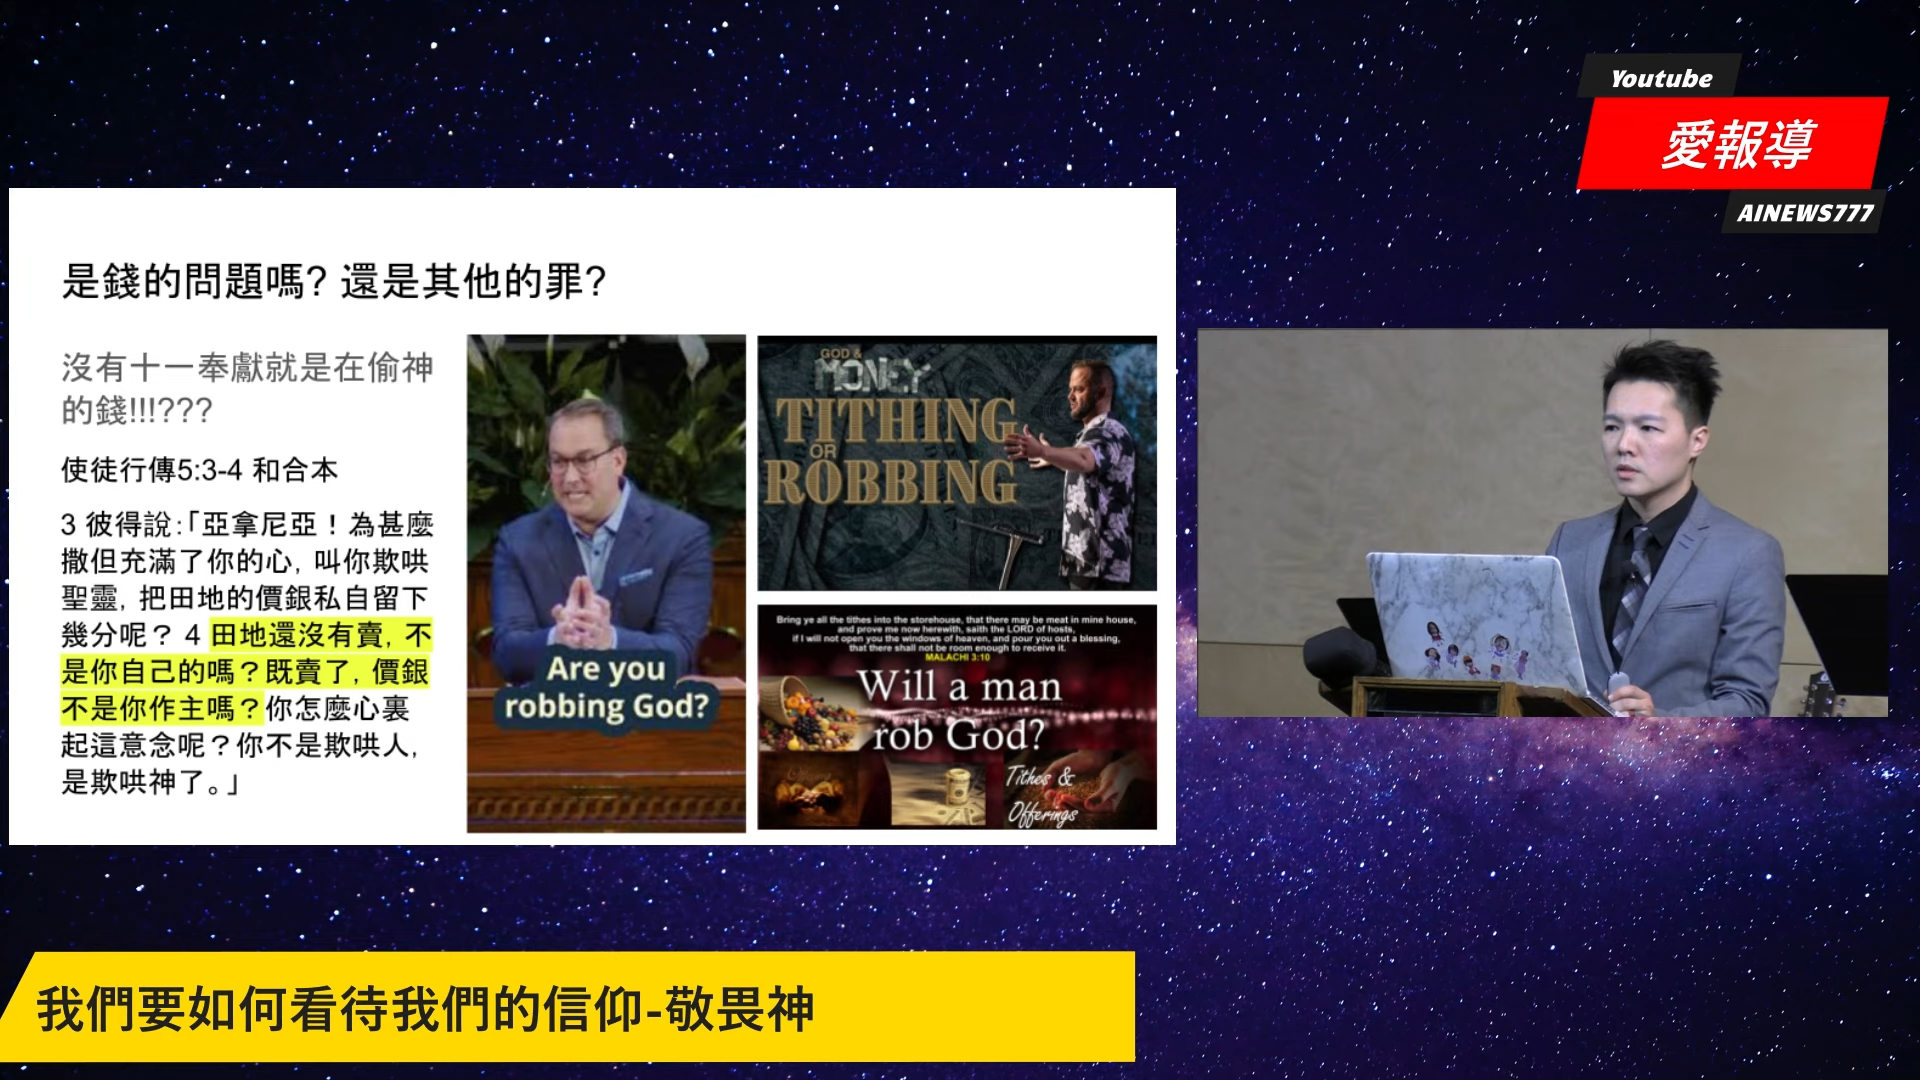 Youtube
愛報導
AINEWS777
是錢的問題嗎? 還是其他的罪?
沒有十一奉獻就是在偷神
的錢!!!???
使徒行傳5:3-4 和合本
3 彼得說:「亞拿尼亞！為甚麼
撒但充滿了你的心, 叫你欺哄
聖靈, 把田地的價銀私自留下
幾分呢？ 4 田地還沒有賣, 不
是你自己的嗎？既賣了, 價銀
不是你作主嗎？你怎麼心裏
起這意念呢？你不是欺哄人,
是欺哄神了。」
Are you
robbing God?
GOD &
MONEY
TITHING
OR
ROBBING
Bring ye all the tithes into the storehouse, that there may be meat in mine house,
and prove me now herewith, saith the LORD of hosts,
if I will not open you the windows of heaven, and pour you out a blessing,
that there shall not be room enough to receive it.
MALACHI 3:10
Will a man
rob God?
Tithes &
Offerings
我們要如何看待我們的信仰-敬畏神